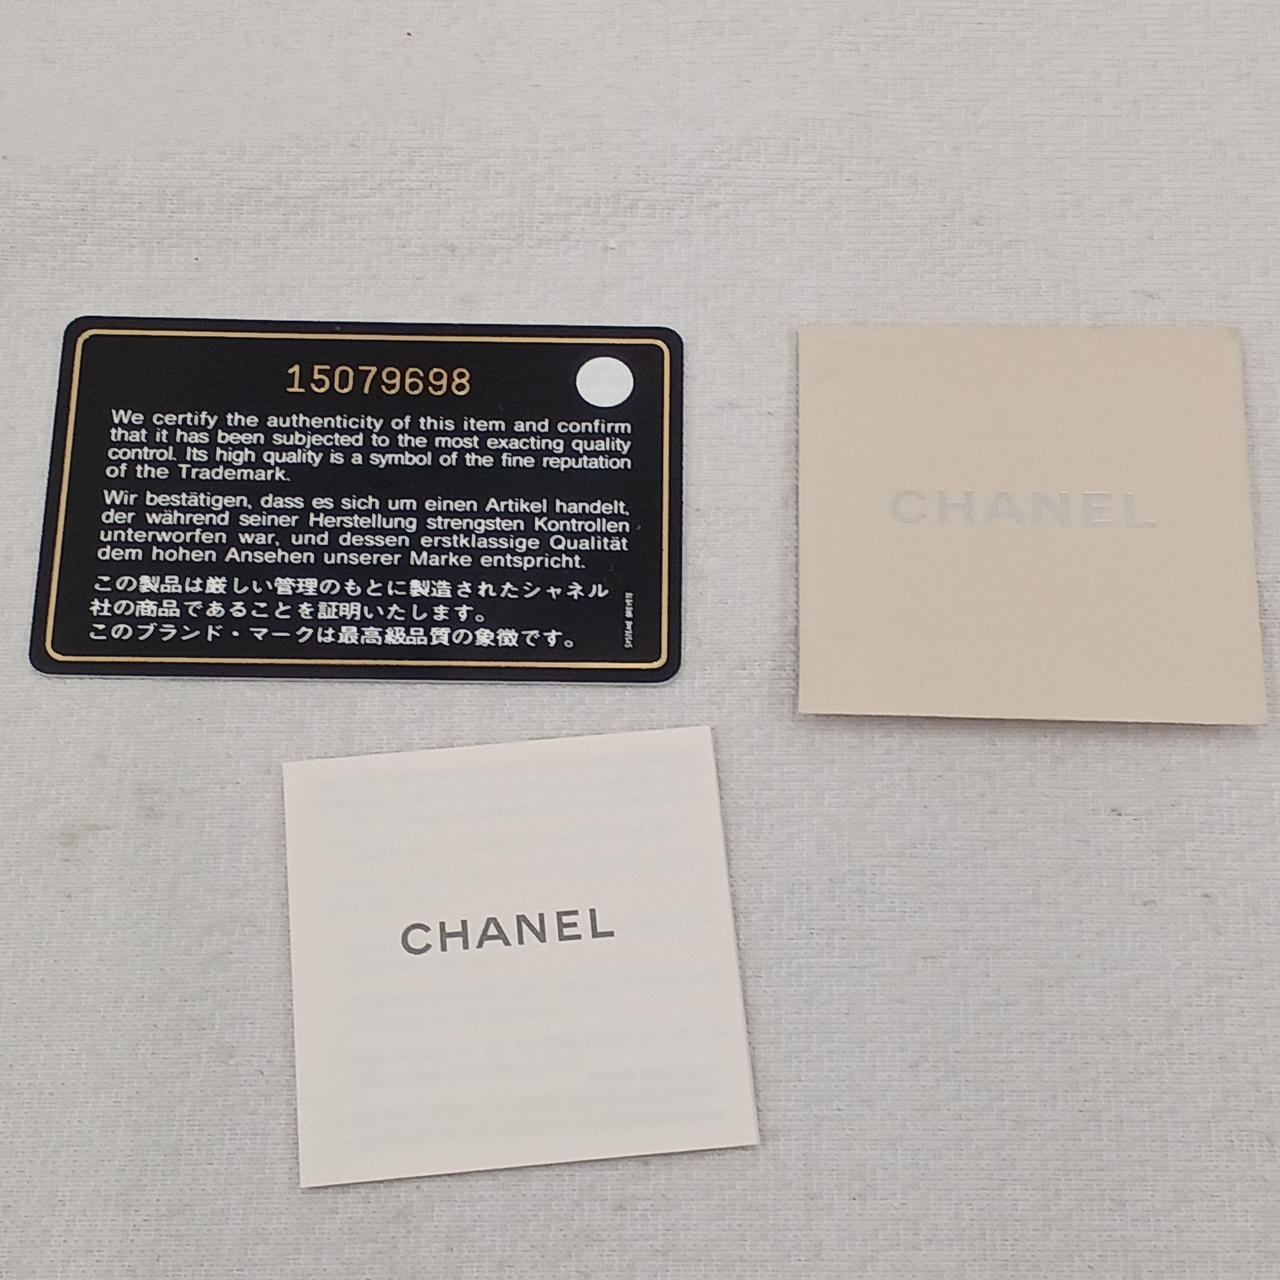 15079698
We certify the authenticity of this item and confirm
that it has been subjected to the most exacting quality
control. Its high quality is a symbol of the fine reputation
of the Trademark.
Wir bestätigen, dass es sich um einen Artikel handelt,
der während seiner Herstellung strengsten Kontrollen
unterworfen war, und dessen erstklassige Qualität
dem hohen Ansehen unserer Marke entspricht.
この製品は厳しい管理のもとに製造されたシャネル
社の商品であることを証明いたします。
このブランド・マークは最高級品質の象徴です。
CHANEL
CHANEL